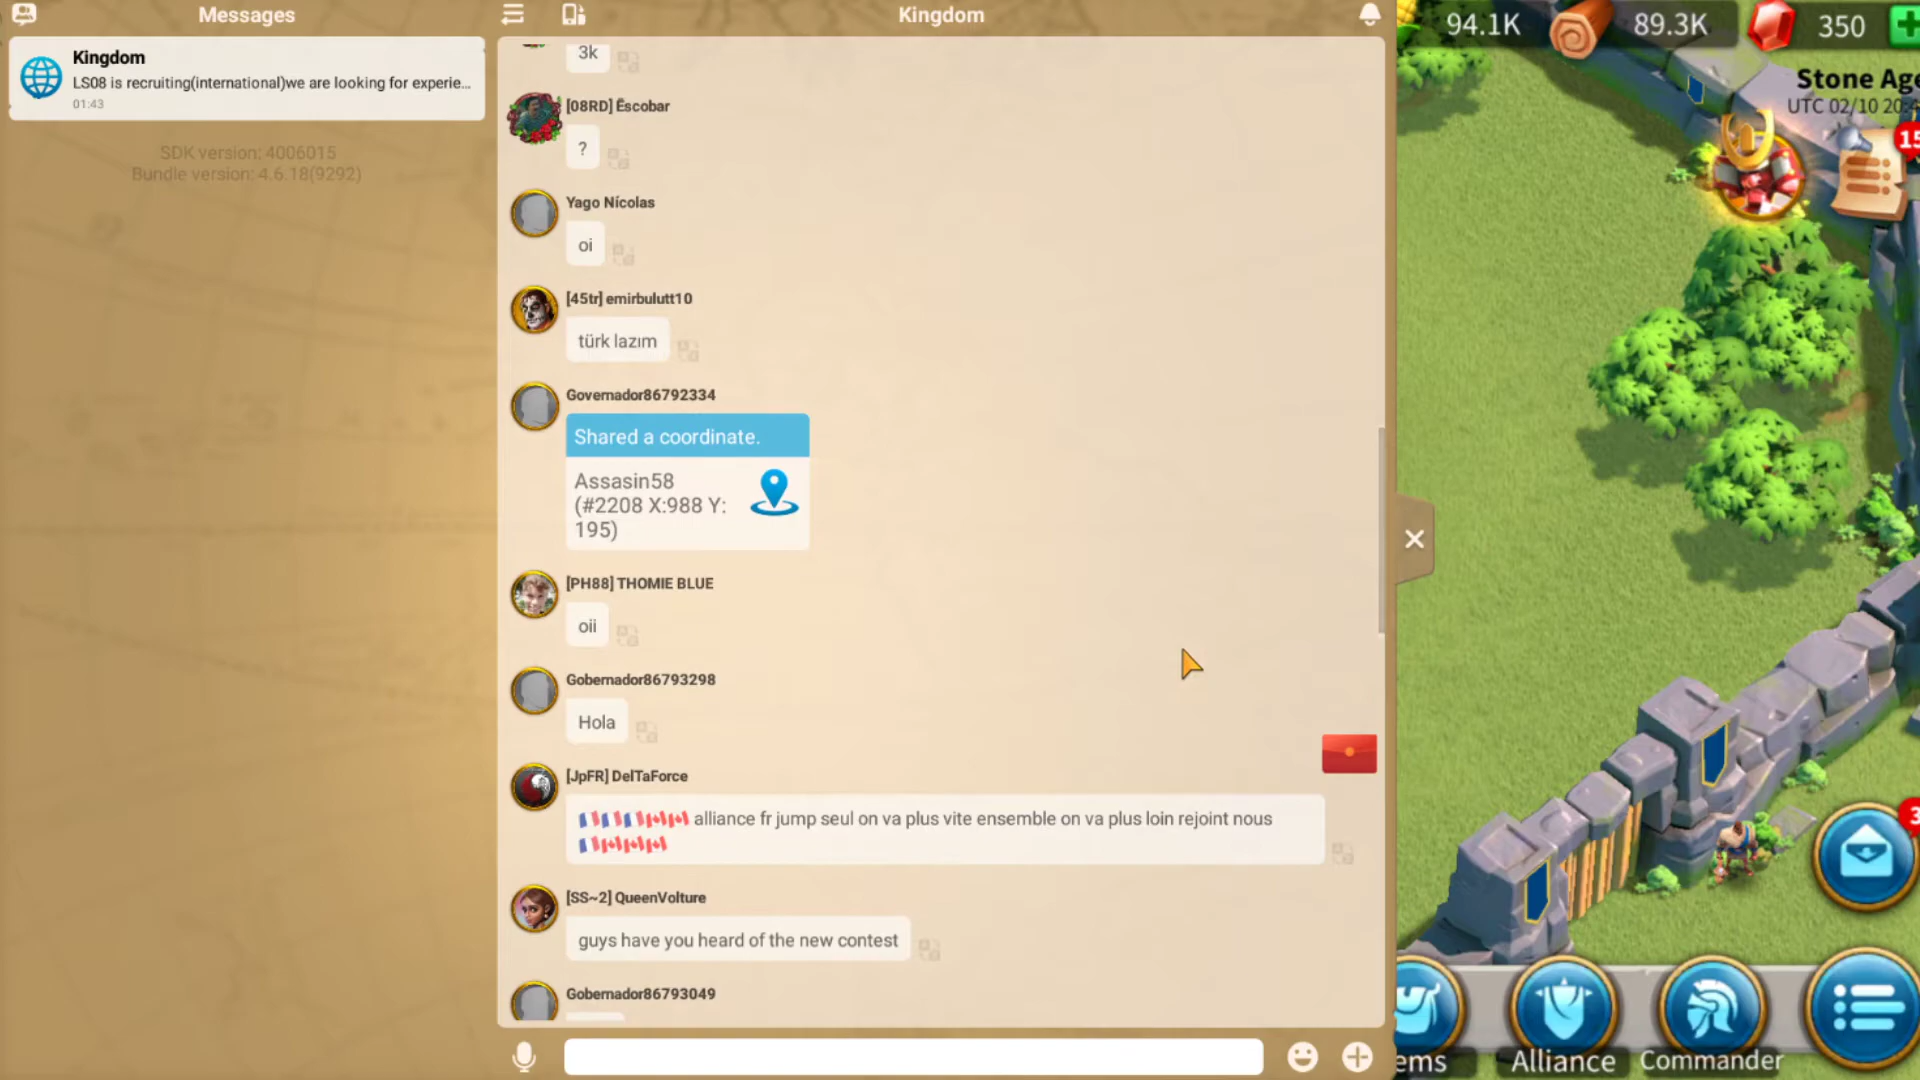 Messages
Kingdom
LS08 is recruiting(international)we are looking for experie...
01:43
SDK version: 4006015
Bundle version: 4.6.18(9292)
Kingdom
3k
[08RD] Ēscobar
?
Yago Nícolas
oi
[45tr] emirbulutt10
türk lazım
Governador86792334
Shared a coordinate.
Assasin58
(#2208 X:988 Y:
195)
[PH88] THOMIE BLUE
oii
Gobernador86793298
Hola
[JpFR] DelTaForce
🇫🇷🇫🇷🇫🇷🇨🇦🇨🇦 alliance fr jump seul on va plus vite ensemble on va plus loin rejoint nous
🇫🇷🇨🇦🇨🇦🇨🇦
[SS~2] QueenVolture
guys have you heard of the new contest
Gobernador86793049
94.1K
89.3K
350
Stone Age
UTC 02/10 20:4
15
3
ems
Alliance
Commander